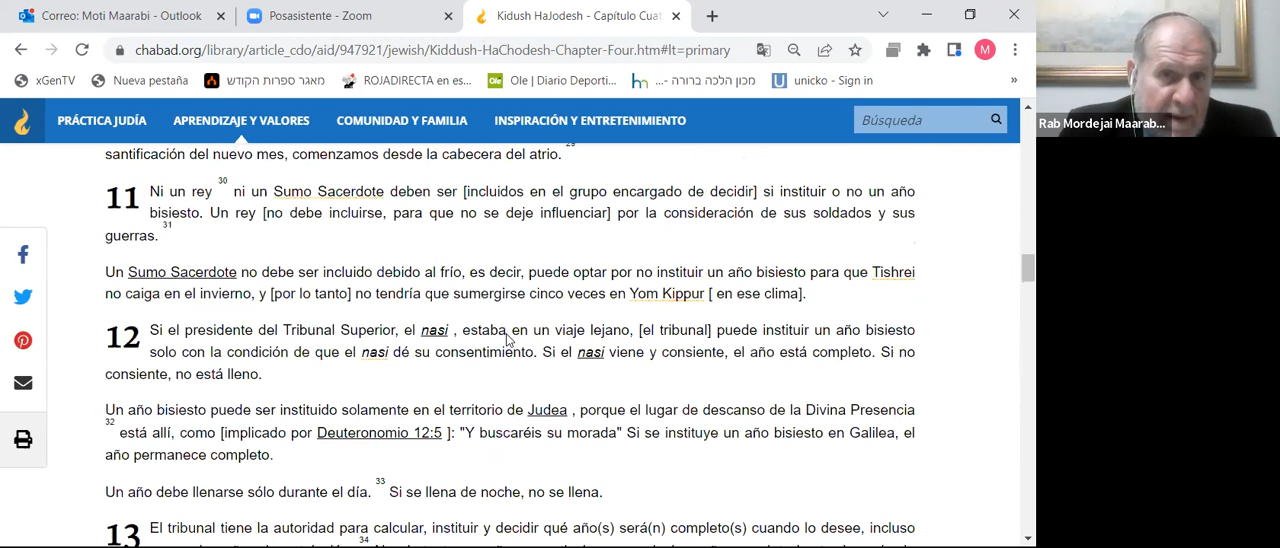 Correo: Moti Maarabi - Outlook
Posasistente - Zoom
Kidush HaJodesh - Capítulo Cuat
chabad.org/library/article_cdo/aid/947921/jewish/Kiddush-HaChodesh-Chapter-Four.htm#lt=primary
M
xGenTV
Nueva pestaña
מאגר ספרות הקודש
ROJADIRECTA en es...
Ole | Diario Deporti...
מכון הלכה ברורה -...
unicko - Sign in
»
PRÁCTICA JUDÍA
APRENDIZAJE Y VALORES
COMUNIDAD Y FAMILIA
INSPIRACIÓN Y ENTRETENIMIENTO
Búsqueda
Rab Mordejai Maarab...
santificación del nuevo mes, comenzamos desde la cabecera del atrio. 29
11 Ni un rey 30 ni un Sumo Sacerdote deben ser [incluidos en el grupo encargado de decidir] si instituir o no un año
bisiesto. Un rey [no debe incluirse, para que no se deje influenciar] por la consideración de sus soldados y sus
guerras. 31
Un Sumo Sacerdote no debe ser incluido debido al frío, es decir, puede optar por no instituir un año bisiesto para que Tishrei
no caiga en el invierno, y [por lo tanto] no tendría que sumergirse cinco veces en Yom Kippur [ en ese clima].
12 Si el presidente del Tribunal Superior, el nasi , estaba en un viaje lejano, [el tribunal] puede instituir un año bisiesto
solo con la condición de que el nasi dé su consentimiento. Si el nasi viene y consiente, el año está completo. Si no
consiente, no está lleno.
Un año bisiesto puede ser instituido solamente en el territorio de Judea , porque el lugar de descanso de la Divina Presencia
32 está allí, como [implicado por Deuteronomio 12:5 ]: "Y buscaréis su morada" Si se instituye un año bisiesto en Galilea, el
año permanece completo.
Un año debe llenarse sólo durante el día. 33 Si se llena de noche, no se llena.
13 El tribunal tiene la autoridad para calcular, instituir y decidir qué año(s) será(n) completo(s) cuando lo desee, incluso
34